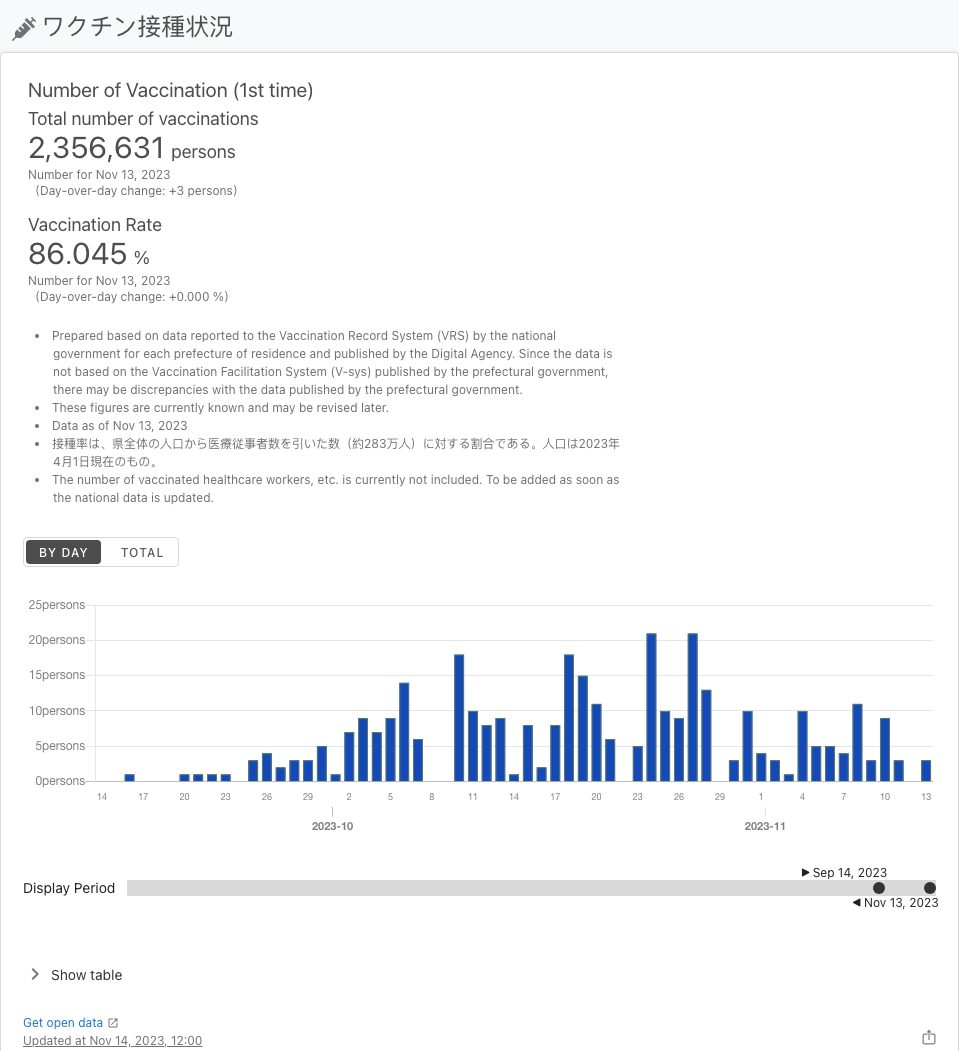 ワクチン接種状況
Number of Vaccination (1st time)
Total number of vaccinations
2,356,631 persons
Number for Nov 13, 2023
(Day-over-day change: +3 persons)
Vaccination Rate
86.045 %
Number for Nov 13, 2023
(Day-over-day change: +0.000 %)
• Prepared based on data reported to the Vaccination Record System (VRS) by the national
government for each prefecture of residence and published by the Digital Agency. Since the data is
not based on the Vaccination Facilitation System (V-sys) published by the prefectural government,
there may be discrepancies with the data published by the prefectural government.
• These figures are currently known and may be revised later.
• Data as of Nov 13, 2023
• 接種率は、県全体の人口から医療従事者数を引いた数（約283万人）に対する割合である。人口は2023年
4月1日現在のもの。
• The number of vaccinated healthcare workers, etc. is currently not included. To be added as soon as
the national data is updated.
BY DAY TOTAL
25persons
20persons
15persons
10persons
5persons
0persons
14 17 20 23 26 29 2 5 8 11 14 17 20 23 26 29 1 4 7 10 13
2023-10 2023-11
▶ Sep 14, 2023
Display Period
◀ Nov 13, 2023
Show table
Get open data
Updated at Nov 14, 2023, 12:00